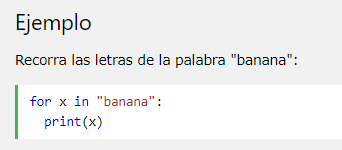 Ejemplo
Recorra las letras de la palabra "banana":
for x in "banana":
  print(x)